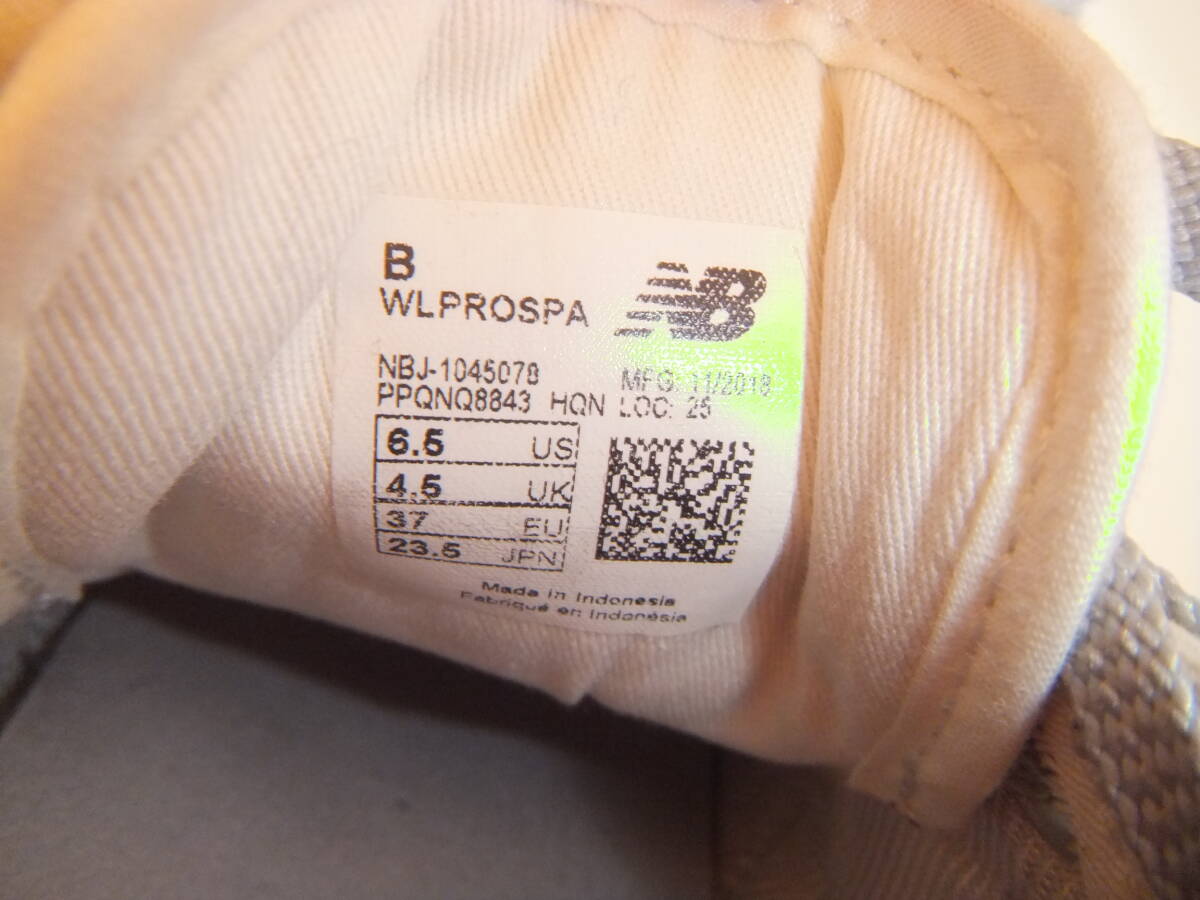 B
WLPROSPA NB
NBJ-1045078 MFG: 11/2018
PPQNQ8843 HQN LOC: 25
6.5 US
4.5 UK
37 EU
23.5 JPN
Made in Indonesia
Fabriqué en Indonésie